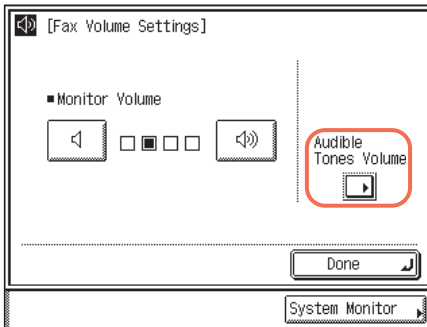 [Fax Volume Settings]
■Monitor Volume
Audible
Tones Volume
Done
System Monitor